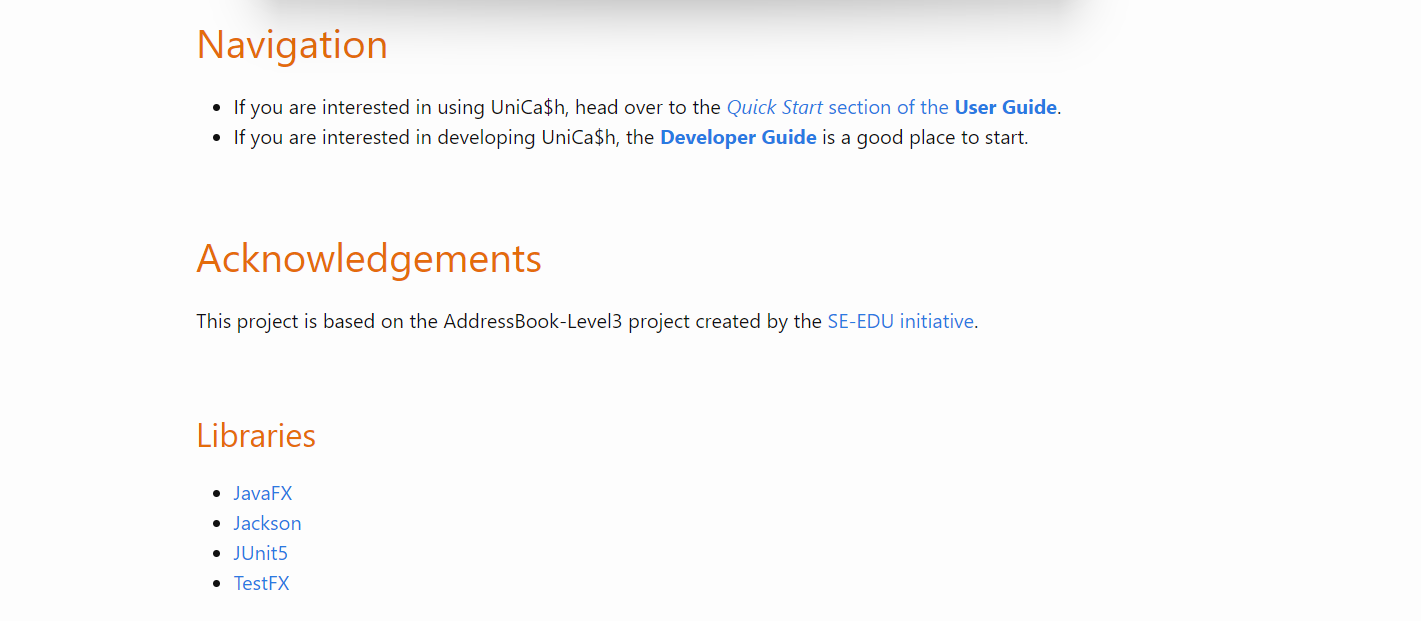 Navigation
If you are interested in using UniCa$h, head over to the Quick Start section of the User Guide.
If you are interested in developing UniCa$h, the Developer Guide is a good place to start.
Acknowledgements
This project is based on the AddressBook-Level3 project created by the SE-EDU initiative.
Libraries
JavaFX
Jackson
JUnit5
TestFX